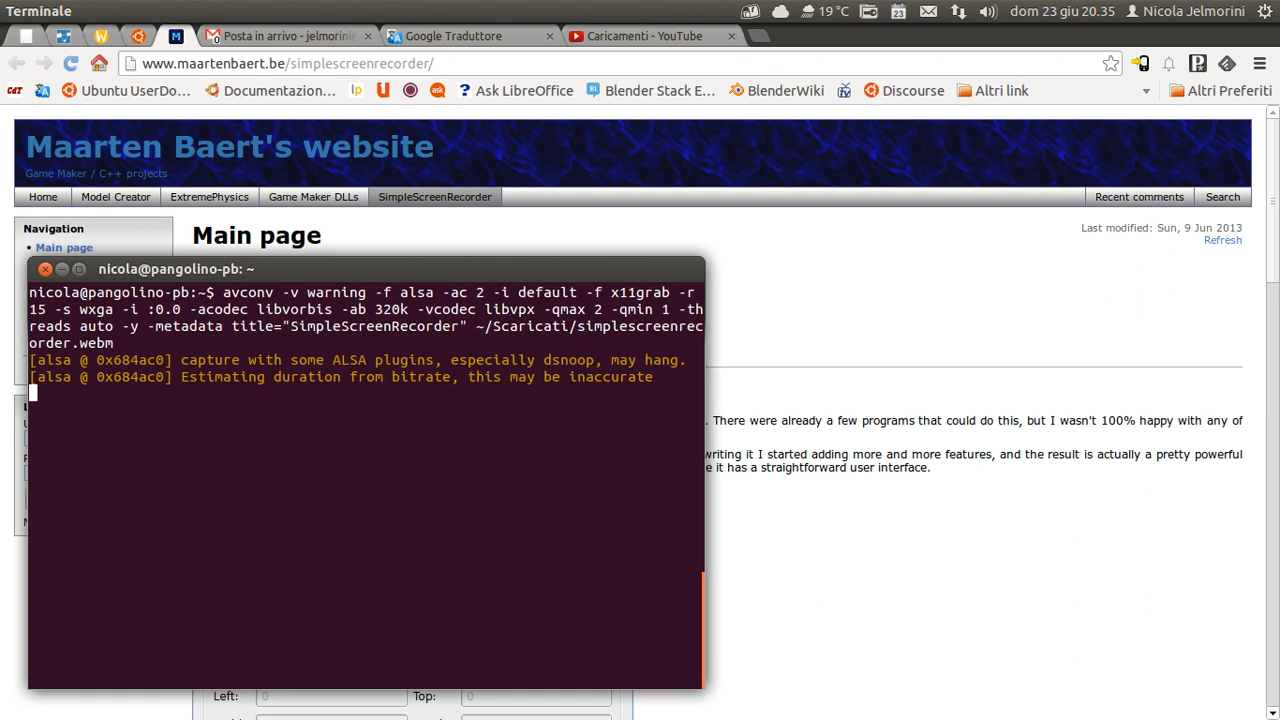 Terminale
19 °C
23
dom 23 giu 20.35
Nicola Jelmorini
Posta in arrivo - jelmorini@
Google Traduttore
Caricamenti - YouTube
www.maartenbaert.be/simplescreenrecorder/
CdT
Ubuntu UserDo...
Documentazion...
lp
U
ask
? Ask LibreOffice
Blender Stack E...
BlenderWiki
Discourse
Altri link
Altri Preferiti
Maarten Baert's website
Game Maker / C++ projects
Home
Model Creator
ExtremePhysics
Game Maker DLLs
SimpleScreenRecorder
Recent comments
Search
Navigation
• Main page
Main page
Last modified: Sun, 9 Jun 2013
Refresh
nicola@pangolino-pb: ~
nicola@pangolino-pb:~$ avconv -v warning -f alsa -ac 2 -i default -f x11grab -r
15 -s wxga -i :0.0 -acodec libvorbis -ab 320k -vcodec libvpx -qmax 2 -qmin 1 -th
reads auto -y -metadata title="SimpleScreenRecorder" ~/Scaricati/simplescreenrec
order.webm
[alsa @ 0x684ac0] capture with some ALSA plugins, especially dsnoop, may hang.
[alsa @ 0x684ac0] Estimating duration from bitrate, this may be inaccurate
. There were already a few programs that could do this, but I wasn't 100% happy with any of
writing it I started adding more and more features, and the result is actually a pretty powerful
e it has a straightforward user interface.
Left: 0
Top: 0